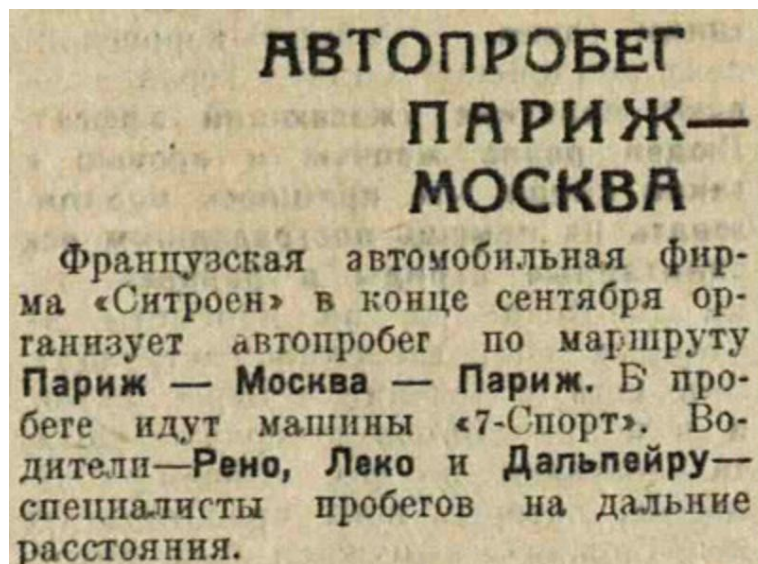 АВТОПРОБЕГ
ПАРИЖ—
МОСКВА
Французская автомобильная фир-
ма «Ситроен» в конце сентября ор-
ганизует автопробег по маршруту
Париж — Москва — Париж. В про-
беге идут машины «7-Спорт». Во-
дители—Рено, Леко и Дальпейру—
специалисты пробегов на дальние
расстояния.